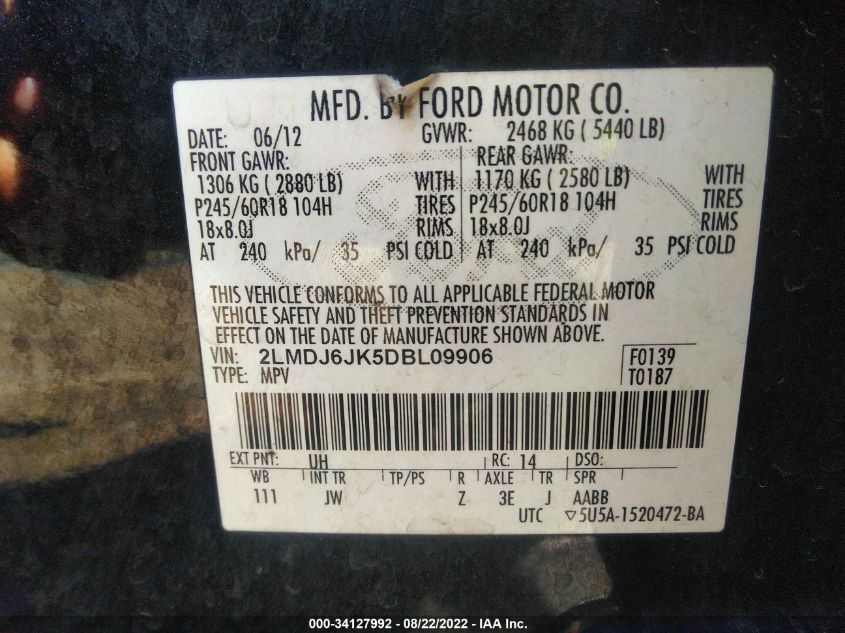 MFD. BY FORD MOTOR CO.
DATE: 06/12 GVWR: 2468 KG ( 5440 LB)
FRONT GAWR: REAR GAWR:
1306 KG ( 2880 LB) WITH 1170 KG ( 2580 LB) WITH
P245/60R18 104H TIRES P245/60R18 104H TIRES
18x8.0J RIMS 18x8.0J RIMS
AT 240 kPa/ 35 PSI COLD AT 240 kPa/ 35 PSI COLD
THIS VEHICLE CONFORMS TO ALL APPLICABLE FEDERAL MOTOR
VEHICLE SAFETY AND THEFT PREVENTION STANDARDS IN
EFFECT ON THE DATE OF MANUFACTURE SHOWN ABOVE.
VIN: 2LMDJ6JK5DBL09906 F0139
TYPE: MPV T0187
EXT PNT: UH RC: 14 DSO:
WB INT TR TP/PS R AXLE TR SPR
111 JW Z 3E J AABB
UTC ▽5U5A-1520472-BA
000-34127992 - 08/22/2022 - IAA Inc.